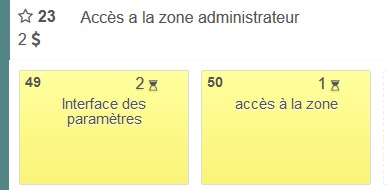 ☆ 23 Accès a la zone administrateur
2 $
49 2 ⌛
Interface des
paramètres
50 1 ⌛
accès à la zone